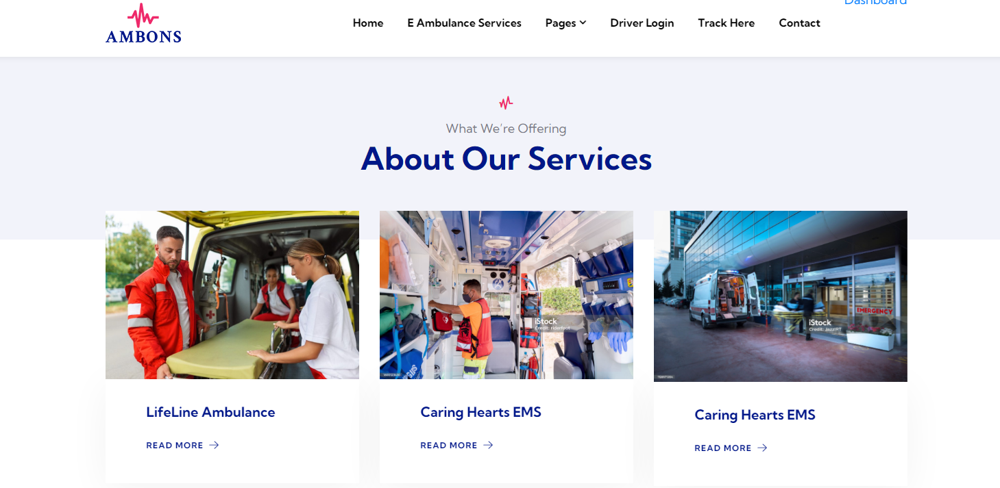 Dashboard
AMBONS
Home E Ambulance Services Pages Driver Login Track Here Contact
What We're Offering
About Our Services
iStock
Credit: riderfoot
iStock
Credit: JazzIRT
EMERGENCY
LifeLine Ambulance
READ MORE
Caring Hearts EMS
READ MORE
Caring Hearts EMS
READ MORE